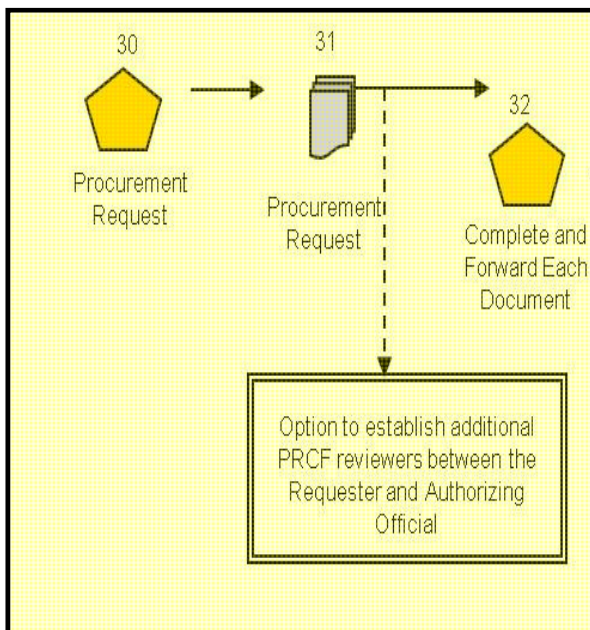 30
Procurement
Request
31
Procurement
Request
32
Complete and
Forward Each
Document
Option to establish additional
PRCF reviewers between the
Requester and Authorizing
Official